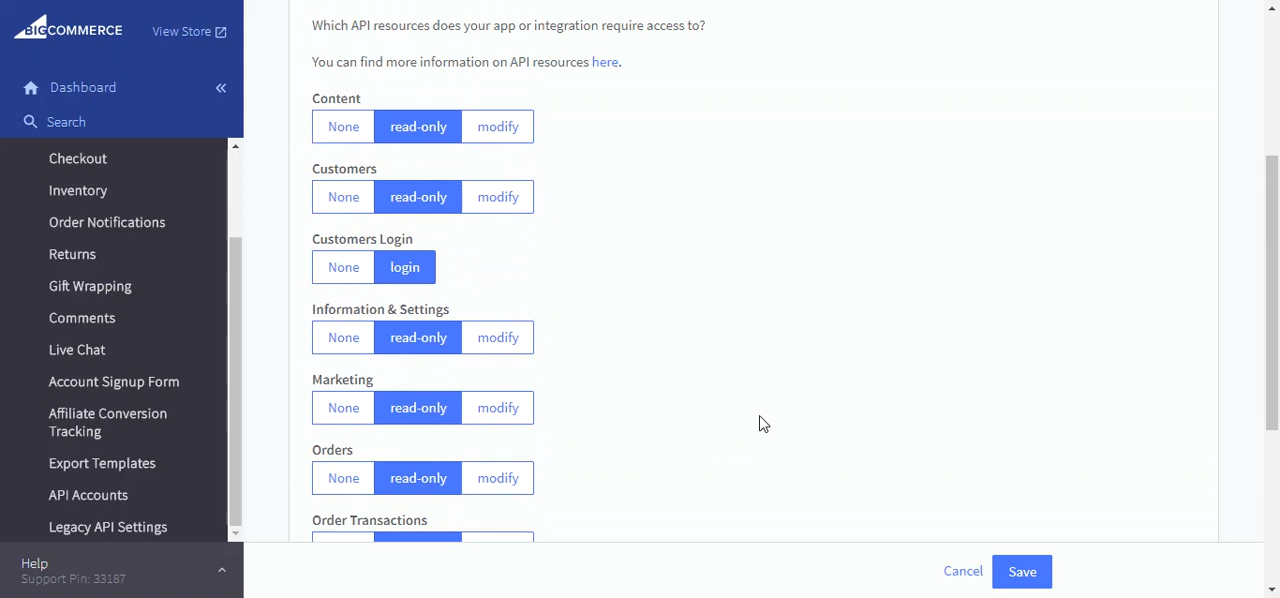 BIGCOMMERCE
View Store
Dashboard
Search
Checkout
Inventory
Order Notifications
Returns
Gift Wrapping
Comments
Live Chat
Account Signup Form
Affiliate Conversion
Tracking
Export Templates
API Accounts
Legacy API Settings
Help
Support Pin: 33187
Which API resources does your app or integration require access to?
You can find more information on API resources here.
Content
None read-only modify
Customers
None read-only modify
Customers Login
None login
Information & Settings
None read-only modify
Marketing
None read-only modify
Orders
None read-only modify
Order Transactions
Cancel Save